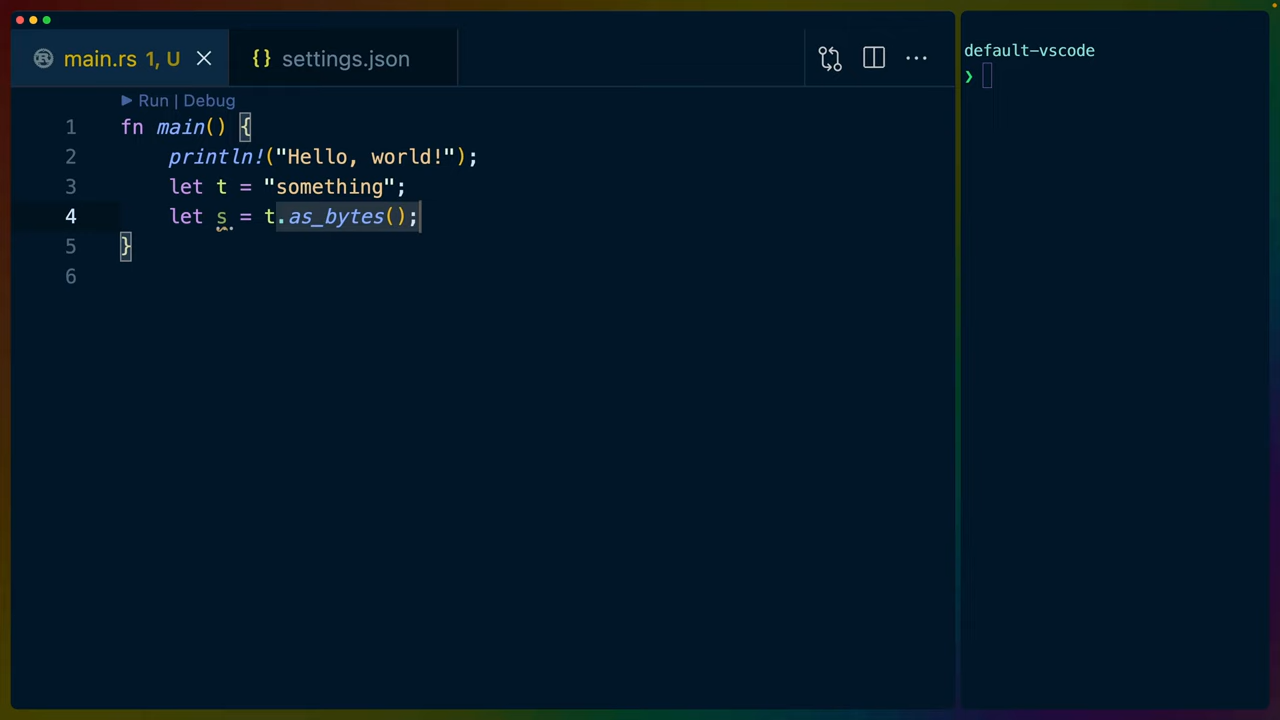 main.rs 1, U
{} settings.json
Run | Debug
1 fn main() {
2 println!("Hello, world!");
3 let t = "something";
4 let s = t.as_bytes();
5 }
6
default-vscode
❯